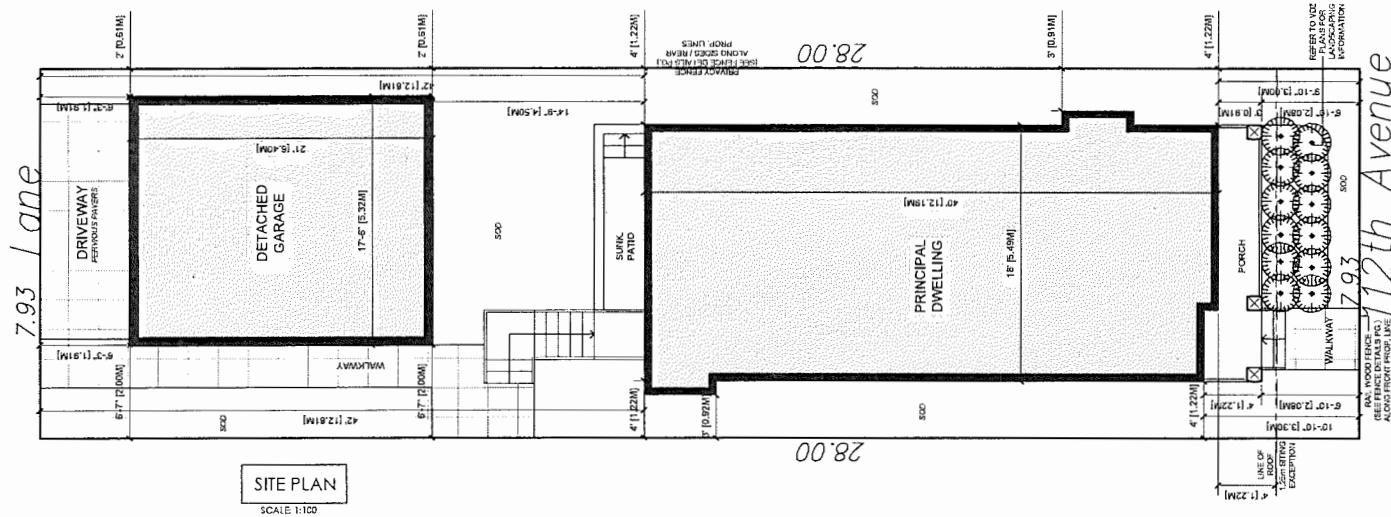 2' [0.61M]
2' [0.61M]
4' [1.22M]
PRIVACY FENCE
(SEE FENCE DETAILS PG.)
ALONG SIDES / REAR
PROP. LINES
28.00
3' [0.91M]
4' [1.22M]
REFER TO VDZ
PLANS FOR
LANDSCAPING
INFORMATION
42' [12.81M]
6'-3" [1.91M]
14'-9" [4.50M]
SOD
9'-10" [3.00M]
6'-10" [2.08M]
3' [0.91M]
Lane
7.93
DRIVEWAY
PERVIOUS PAVERS
21' [6.40M]
DETACHED
GARAGE
17'-6" [5.32M]
SOD
SUNK.
PATIO
40' [12.19M]
PRINCIPAL
DWELLING
18' [5.49M]
PORCH
SOD
112th Avenue
7.93
6'-3" [1.91M]
WALKWAY
WALKWAY
6'-7" [2.00M]
6'-7" [2.00M]
SOD
42' [12.81M]
4' [1.22M]
3' [0.92M]
SOD
4' [1.22M]
4' [1.22M]
6'-10" [2.08M]
10'-10" [3.30M]
RAIL WOOD FENCE
(SEE FENCE DETAILS PG.)
ALONG FRONT PROP. LINE
28.00
LINE OF
ROOF
1.25m SITING
EXCEPTION
4' [1.22M]
SITE PLAN
SCALE 1:100